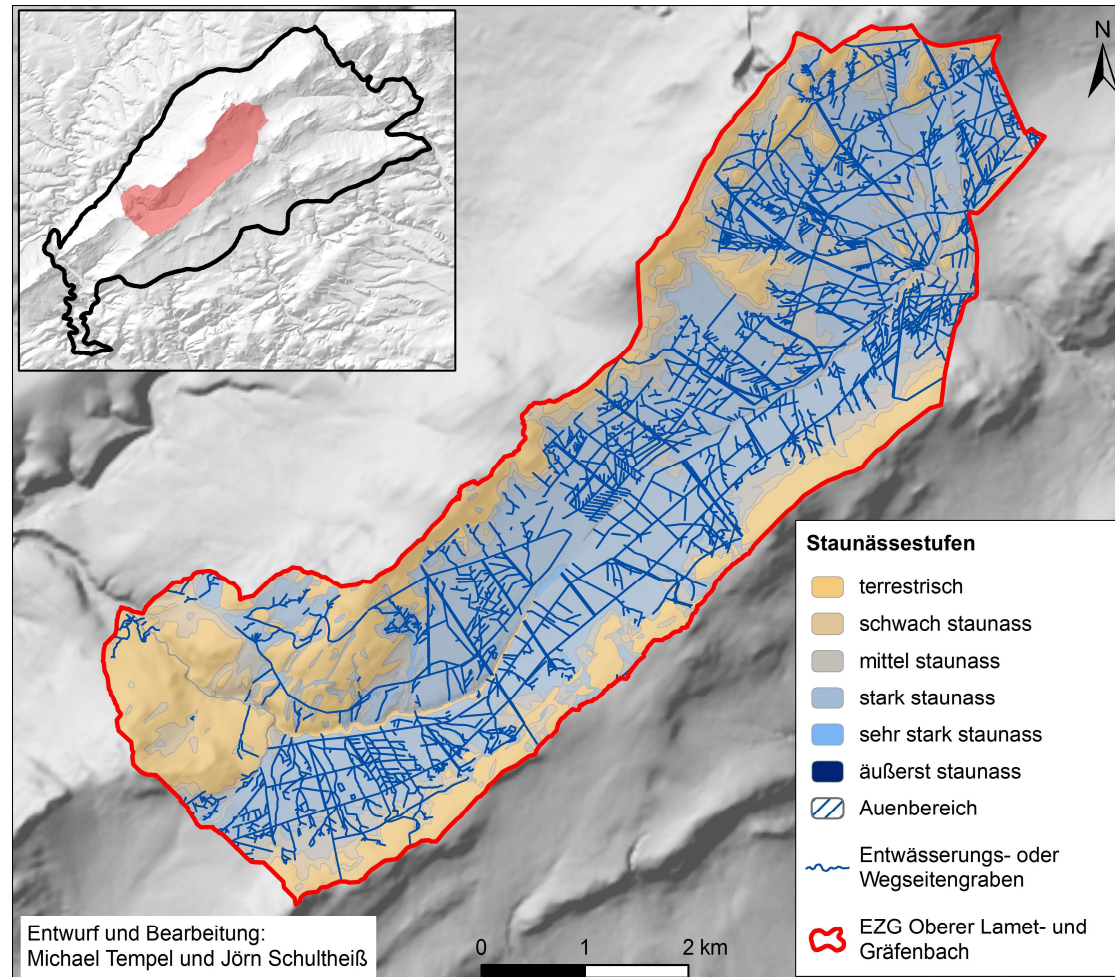 N
Staunässestufen
terrestrisch
schwach staunass
mittel staunass
stark staunass
sehr stark staunass
äußerst staunass
Auenbereich
Entwässerungs- oder
Wegseitengraben
EZG Oberer Lamet- und
Gräfenbach
Entwurf und Bearbeitung:
Michael Tempel und Jörn Schultheiß
0 1 2 km